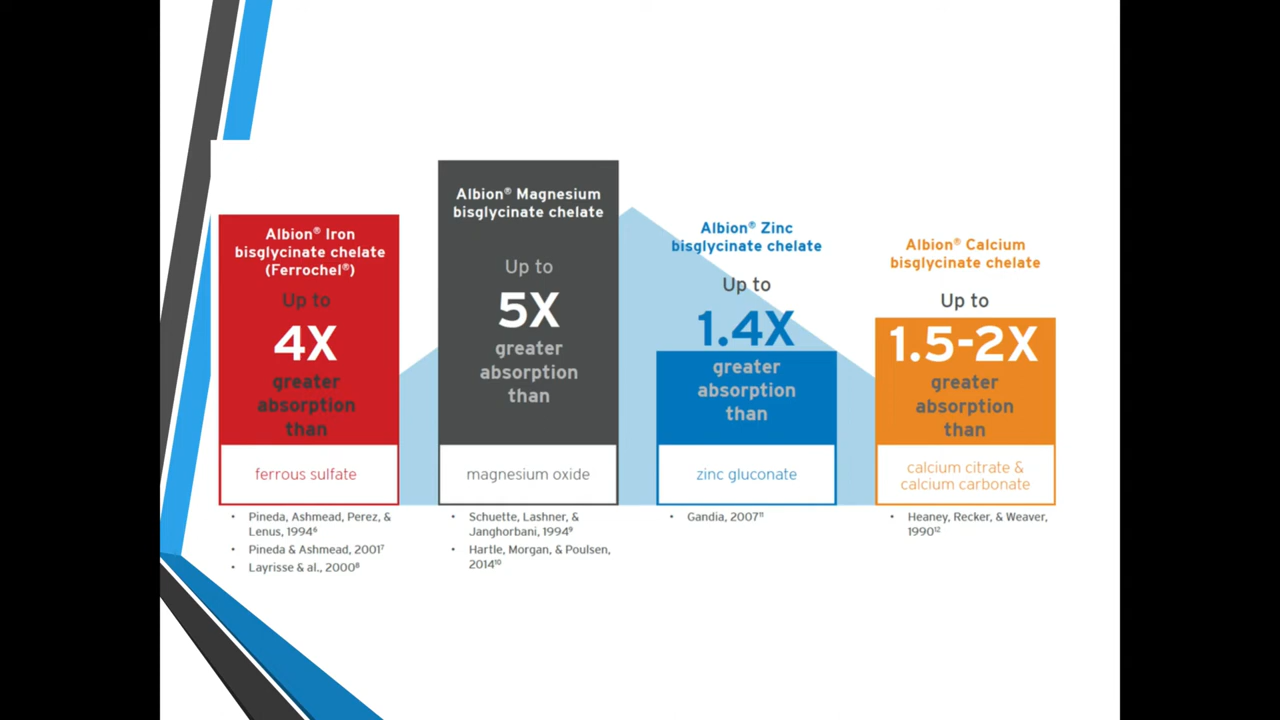 Albion® Iron
bisglycinate chelate
(Ferrochel®)
Up to
4X
greater
absorption
than
ferrous sulfate
• Pineda, Ashmead, Perez, &
Lenus, 1994⁶
• Pineda & Ashmead, 2001⁷
• Layrisse & al., 2000⁸
Albion® Magnesium
bisglycinate chelate
Up to
5X
greater
absorption
than
magnesium oxide
• Schuette, Lashner, &
Janghorbani, 1994⁹
• Hartle, Morgan, & Poulsen,
2014¹⁰
Albion® Zinc
bisglycinate chelate
Up to
1.4X
greater
absorption
than
zinc gluconate
• Gandia, 2007¹¹
Albion® Calcium
bisglycinate chelate
Up to
1.5-2X
greater
absorption
than
calcium citrate &
calcium carbonate
• Heaney, Recker, & Weaver,
1990¹²